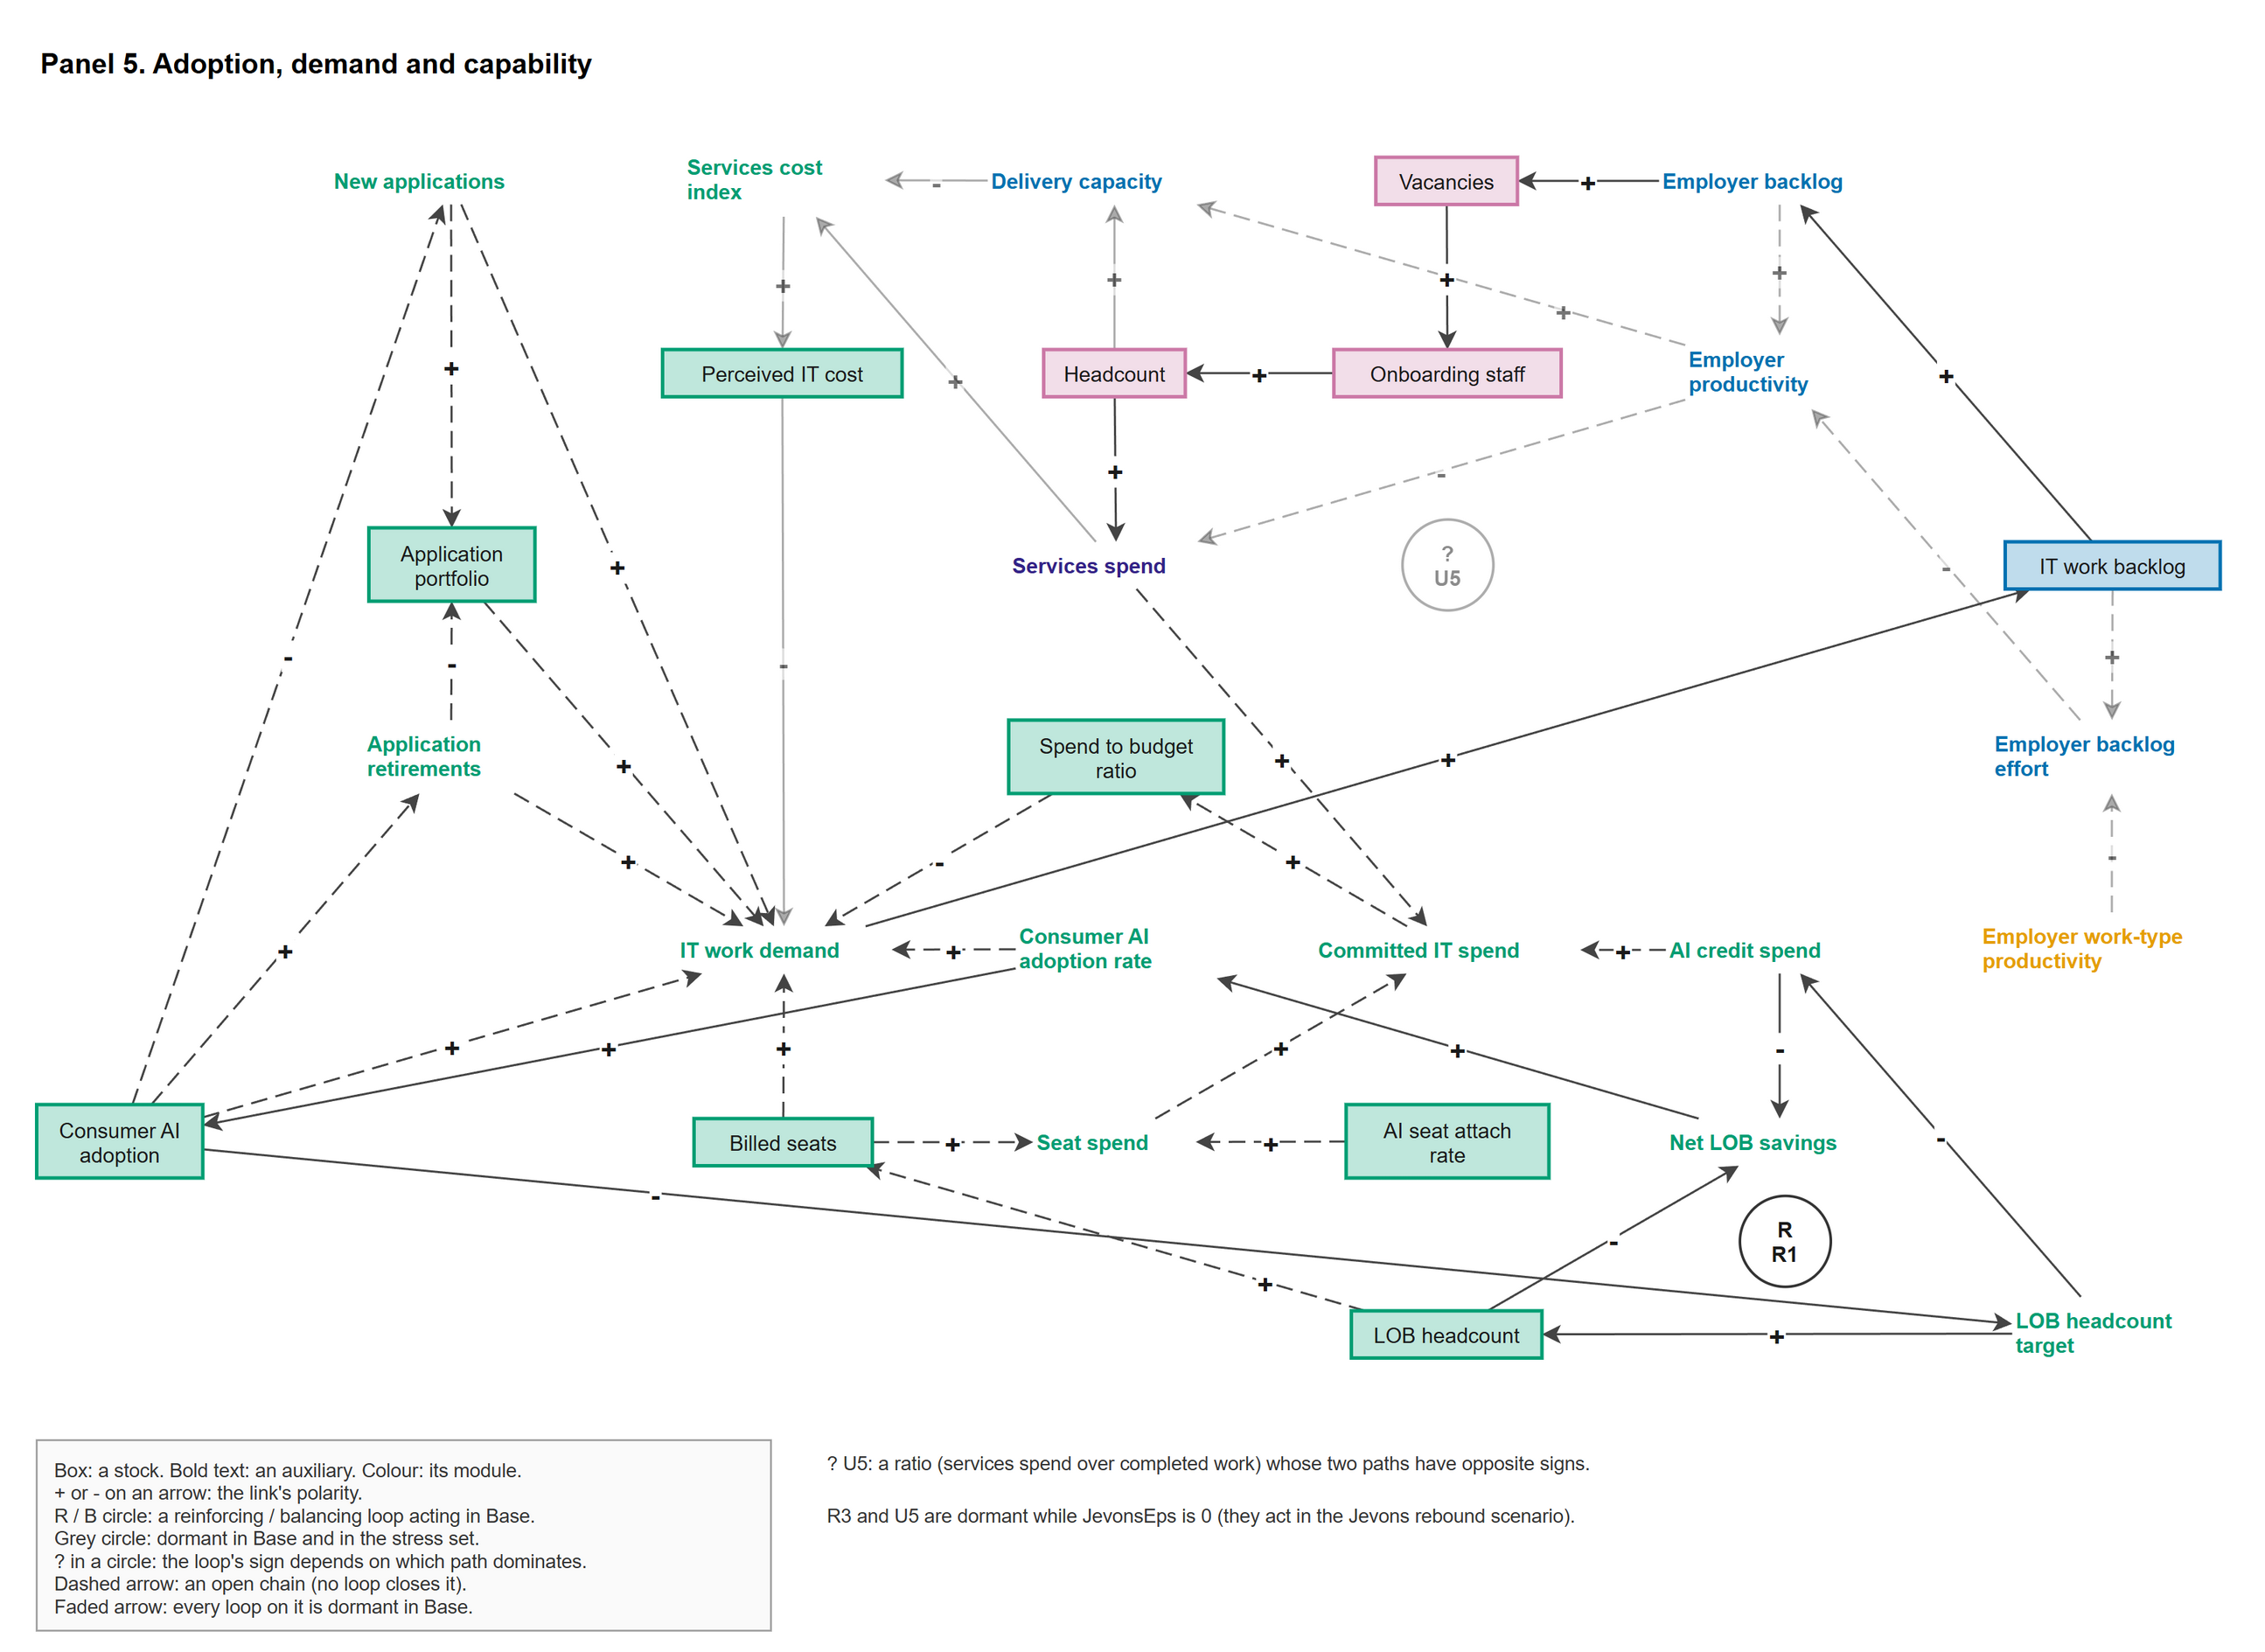 Panel 5. Adoption, demand and capability
New applications
Services cost
index
-
Delivery capacity
Vacancies
+
Employer backlog
+
+
+
+
+
Perceived IT cost
+
Headcount
+
Onboarding staff
Employer
productivity
+
+
+
-
Application
portfolio
+
Services spend
?
U5
-
IT work backlog
-
-
-
+
Application
retirements
+
Spend to budget
ratio
+
+
Employer backlog
effort
+
-
+
-
IT work demand
+
Consumer AI
adoption rate
Committed IT spend
+
AI credit spend
Employer work-type
productivity
+
+
+
+
+
+
-
Consumer AI
adoption
Billed seats
+
Seat spend
+
AI seat attach
rate
Net LOB savings
-
-
-
R
R1
+
LOB headcount
+
LOB headcount
target
Box: a stock. Bold text: an auxiliary. Colour: its module.
+ or - on an arrow: the link's polarity.
R / B circle: a reinforcing / balancing loop acting in Base.
Grey circle: dormant in Base and in the stress set.
? in a circle: the loop's sign depends on which path dominates.
Dashed arrow: an open chain (no loop closes it).
Faded arrow: every loop on it is dormant in Base.
? U5: a ratio (services spend over completed work) whose two paths have opposite signs.
R3 and U5 are dormant while JevonsEps is 0 (they act in the Jevons rebound scenario).